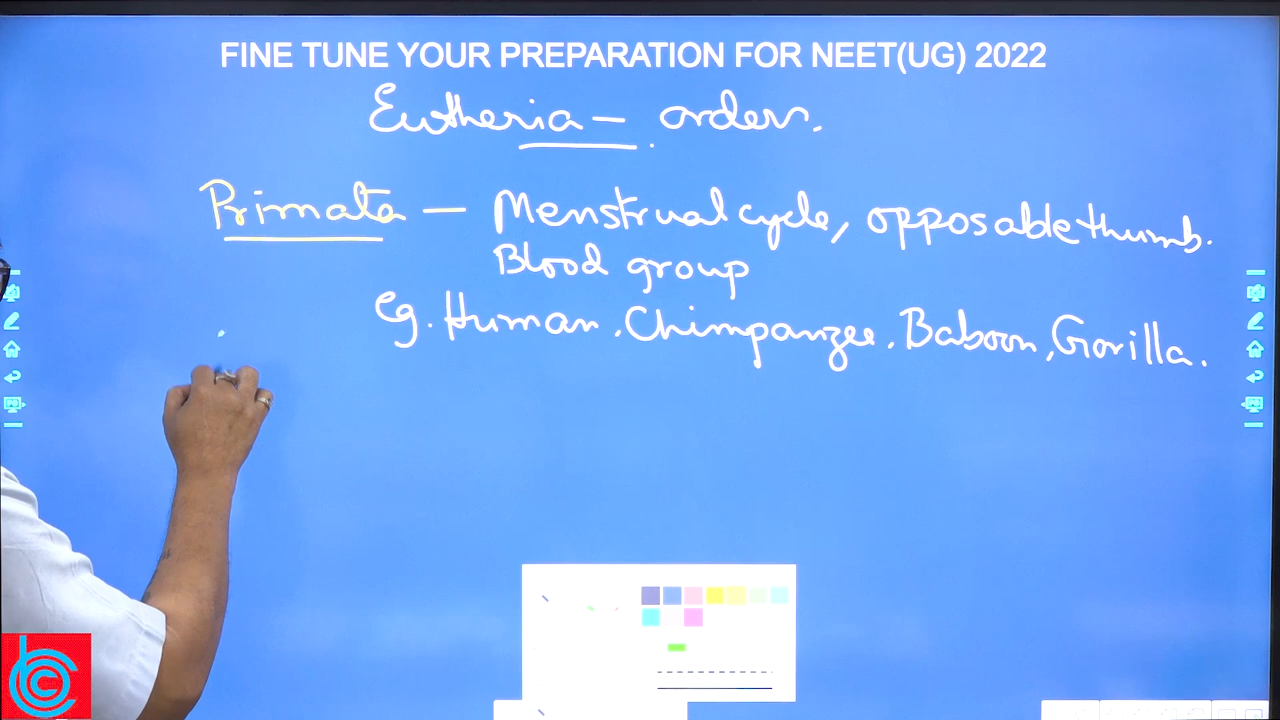 FINE TUNE YOUR PREPARATION FOR NEET(UG) 2022
Eutheria - orders.
Primata - Menstrual cycle, opposable thumb.
Blood group
Eg. Human. Chimpanzee. Baboon, Gorilla.